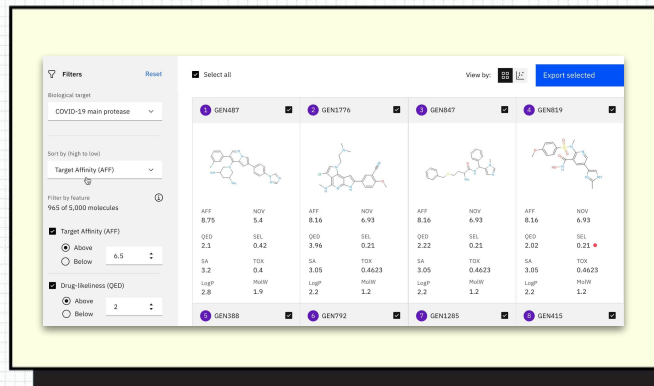 Filters Reset
Select all View by: Export selected
Biological target
COVID-19 main protease
1 GEN487 2 GEN1776 3 GEN847 4 GEN819
Sort by (high to low)
Target Affinity (AFF)
Filter by feature
965 of 5,000 molecules
Target Affinity (AFF)
Above
Below
6.5
Drug-likeliness (QED)
Above
Below
2
AFF NOV AFF NOV AFF NOV AFF NOV
8.75 5.4 8.16 6.93 8.16 6.93 8.16 6.93
QED SEL QED SEL QED SEL QED SEL
2.1 0.42 3.96 0.21 2.22 0.21 2.02 0.21
SA TOX SA TOX SA TOX SA TOX
3.2 0.4 3.05 0.4623 3.05 0.4623 3.05 0.4623
LogP MolW LogP MolW LogP MolW LogP MolW
2.8 1.9 2.2 1.2 2.2 1.2 2.2 1.2
5 GEN388 6 GEN792 7 GEN1285 8 GEN415